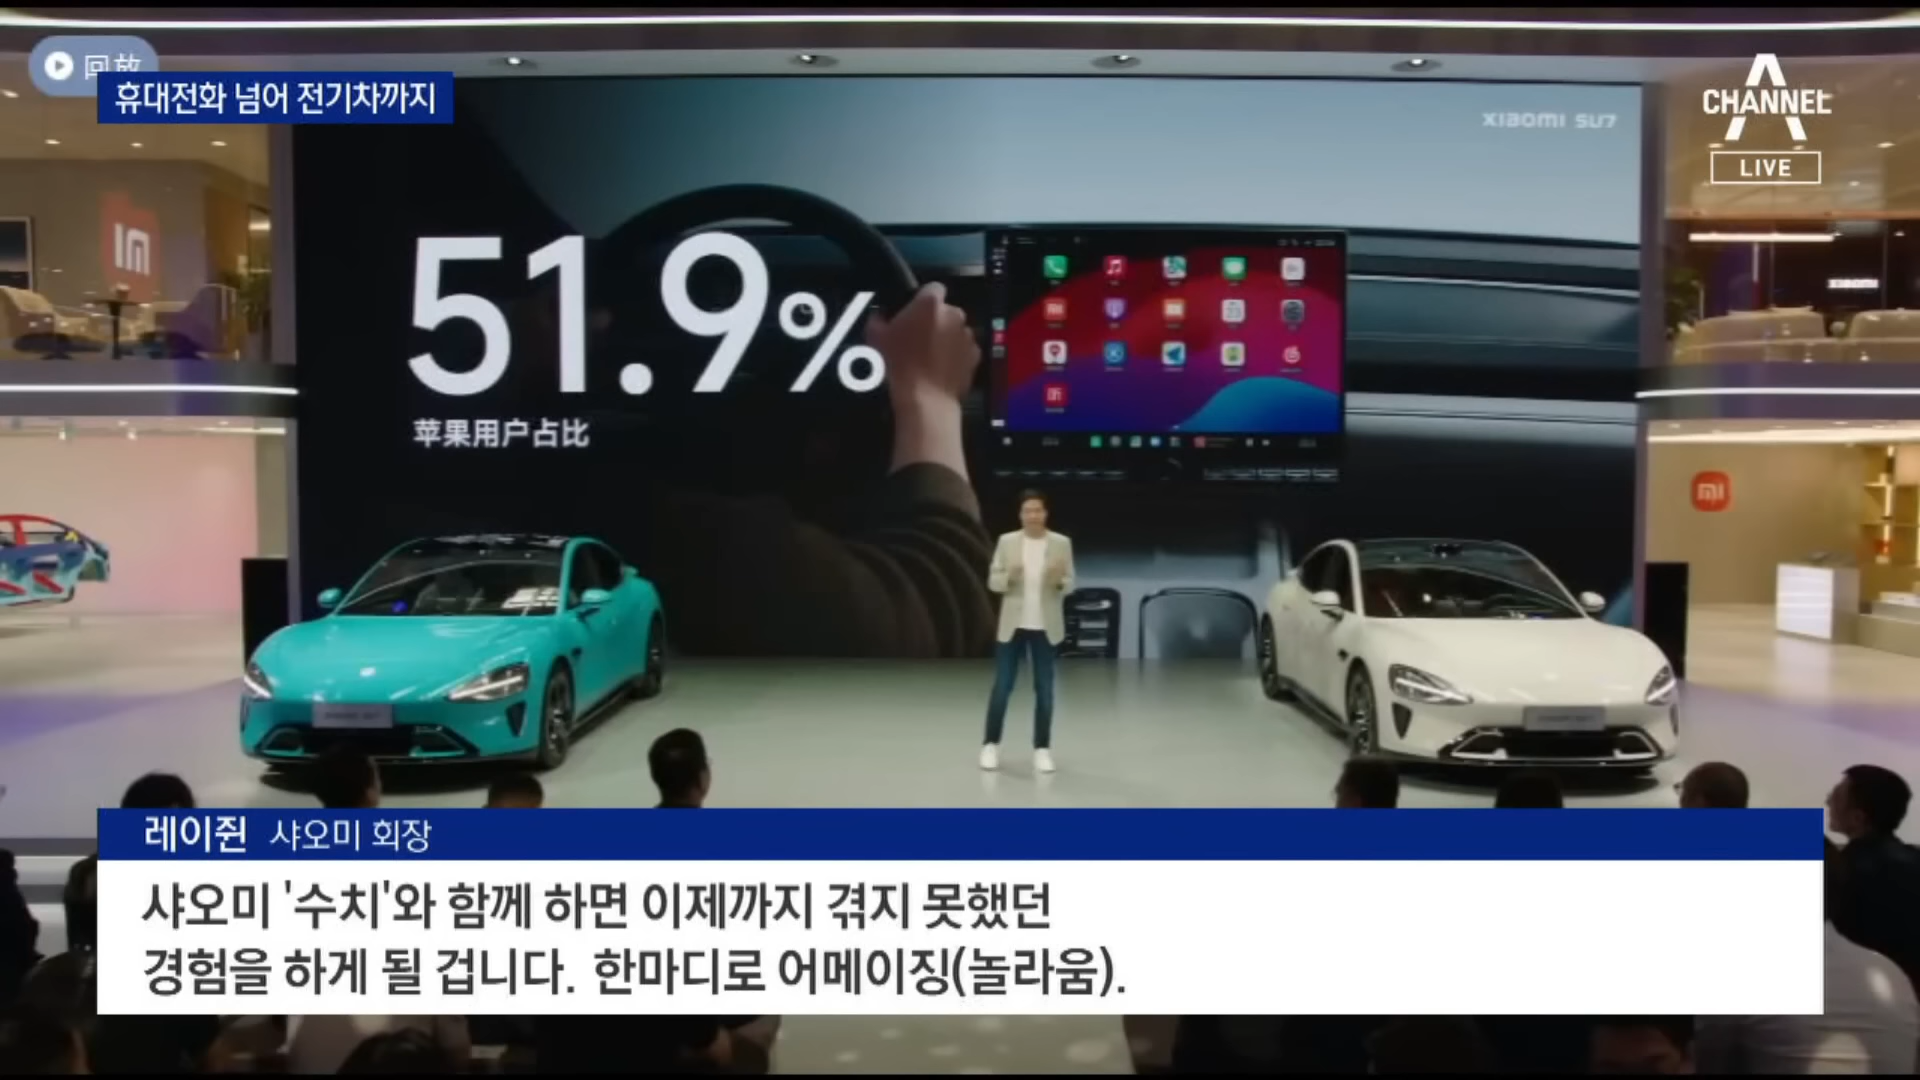 回放
휴대전화 넘어 전기차까지
CHANNEL A
LIVE
xiaomi SU7
51.9%
苹果用户占比
xiaomi
레이쥔 샤오미 회장
샤오미 '수치'와 함께 하면 이제까지 겪지 못했던
경험을 하게 될 겁니다. 한마디로 어메이징(놀라움).